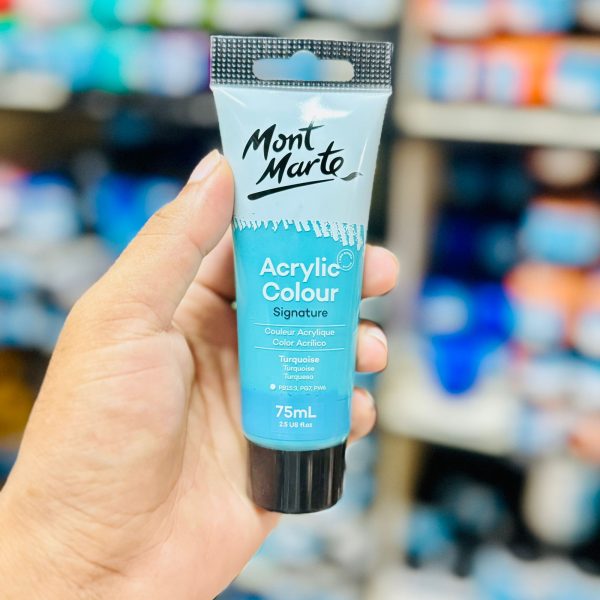 Mont
Marte
Acrylic
Colour
Signature
Couleur Acrylique
Color Acrílico
Turquoise
Turquoise
Turquesa
PB15:3, PG7, PW6
75mL
2.5 US fl.oz